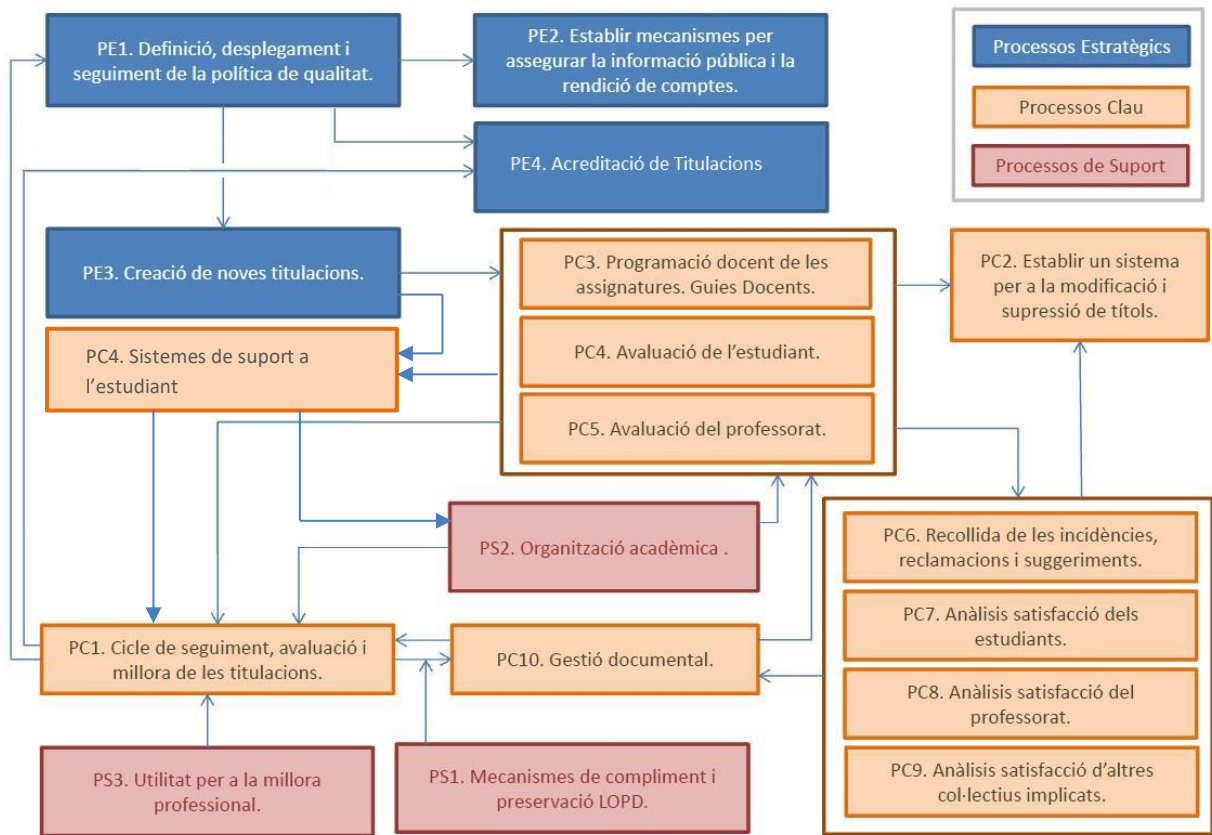 PE1. Definició, desplegament i
seguiment de la política de qualitat.
PE2. Establir mecanismes per
assegurar la informació pública i la
rendició de comptes.
Processos Estratègics
Processos Clau
Processos de Suport
PE4. Acreditació de Titulacions
PE3. Creació de noves titulacions.
PC3. Programació docent de les
assignatures. Guies Docents.
PC2. Establir un sistema
per a la modificació i
supressió de títols.
PC4. Sistemes de suport a
l’estudiant
PC4. Avaluació de l’estudiant.
PC5. Avaluació del professorat.
PS2. Organització acadèmica .
PC6. Recollida de les incidències,
reclamacions i suggeriments.
PC7. Anàlisis satisfacció dels
estudiants.
PC1. Cicle de seguiment, avaluació i
millora de les titulacions.
PC10. Gestió documental.
PC8. Anàlisis satisfacció del
professorat.
PS3. Utilitat per a la millora
professional.
PS1. Mecanismes de compliment i
preservació LOPD.
PC9. Anàlisis satisfacció d’altres
col·lectius implicats.